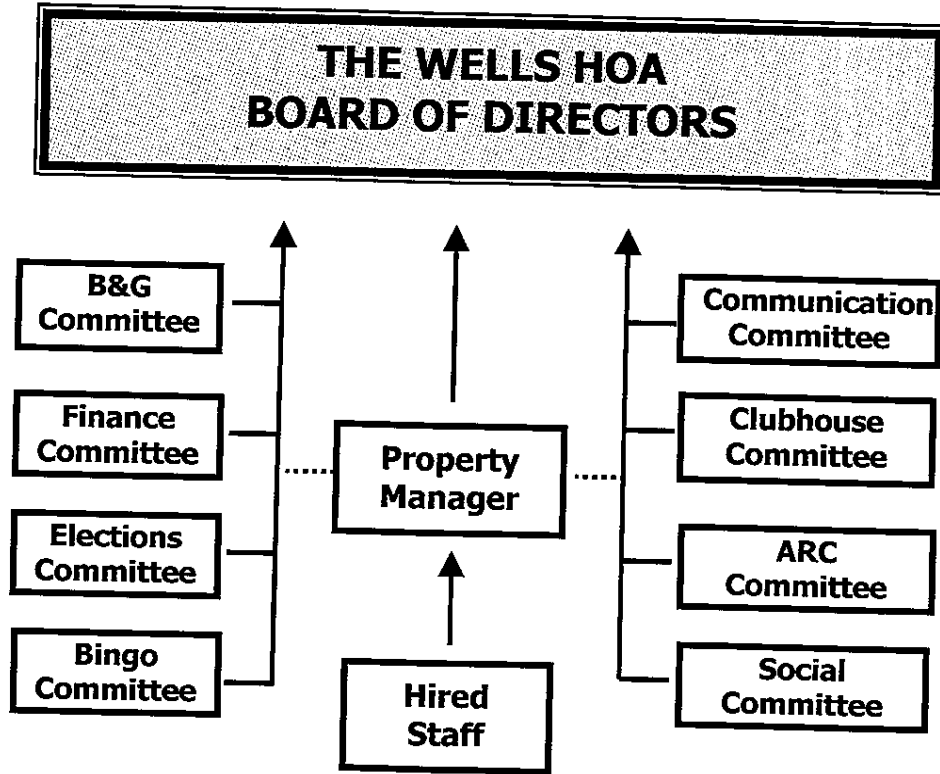 THE WELLS HOA
BOARD OF DIRECTORS
B&G
Committee
Finance
Committee
Elections
Committee
Bingo
Committee
Property
Manager
Hired
Staff
Communication
Committee
Clubhouse
Committee
ARC
Committee
Social
Committee